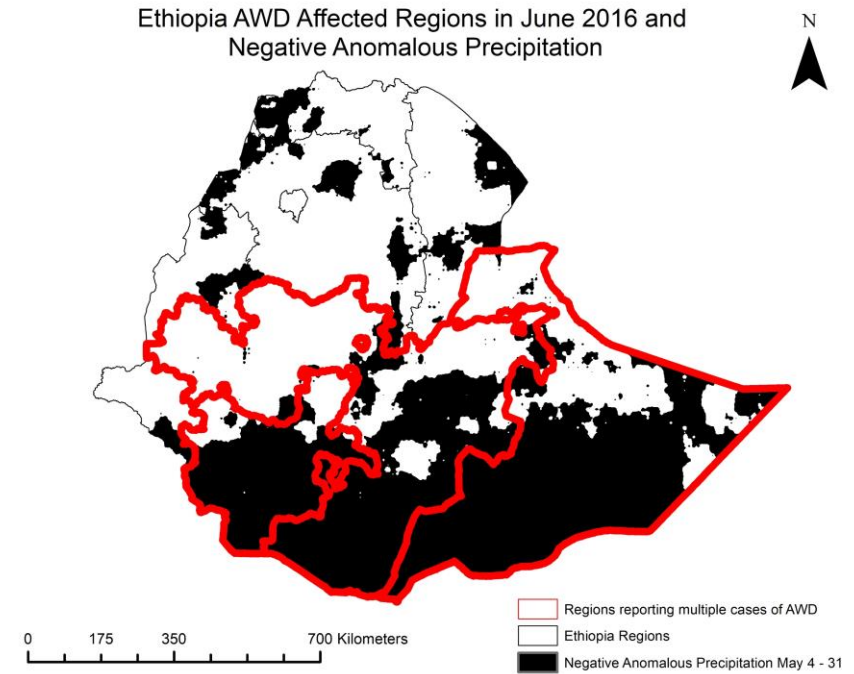 Ethiopia AWD Affected Regions in June 2016 and
Negative Anomalous Precipitation
N
Regions reporting multiple cases of AWD
Ethiopia Regions
Negative Anomalous Precipitation May 4 - 31
0 175 350 700 Kilometers